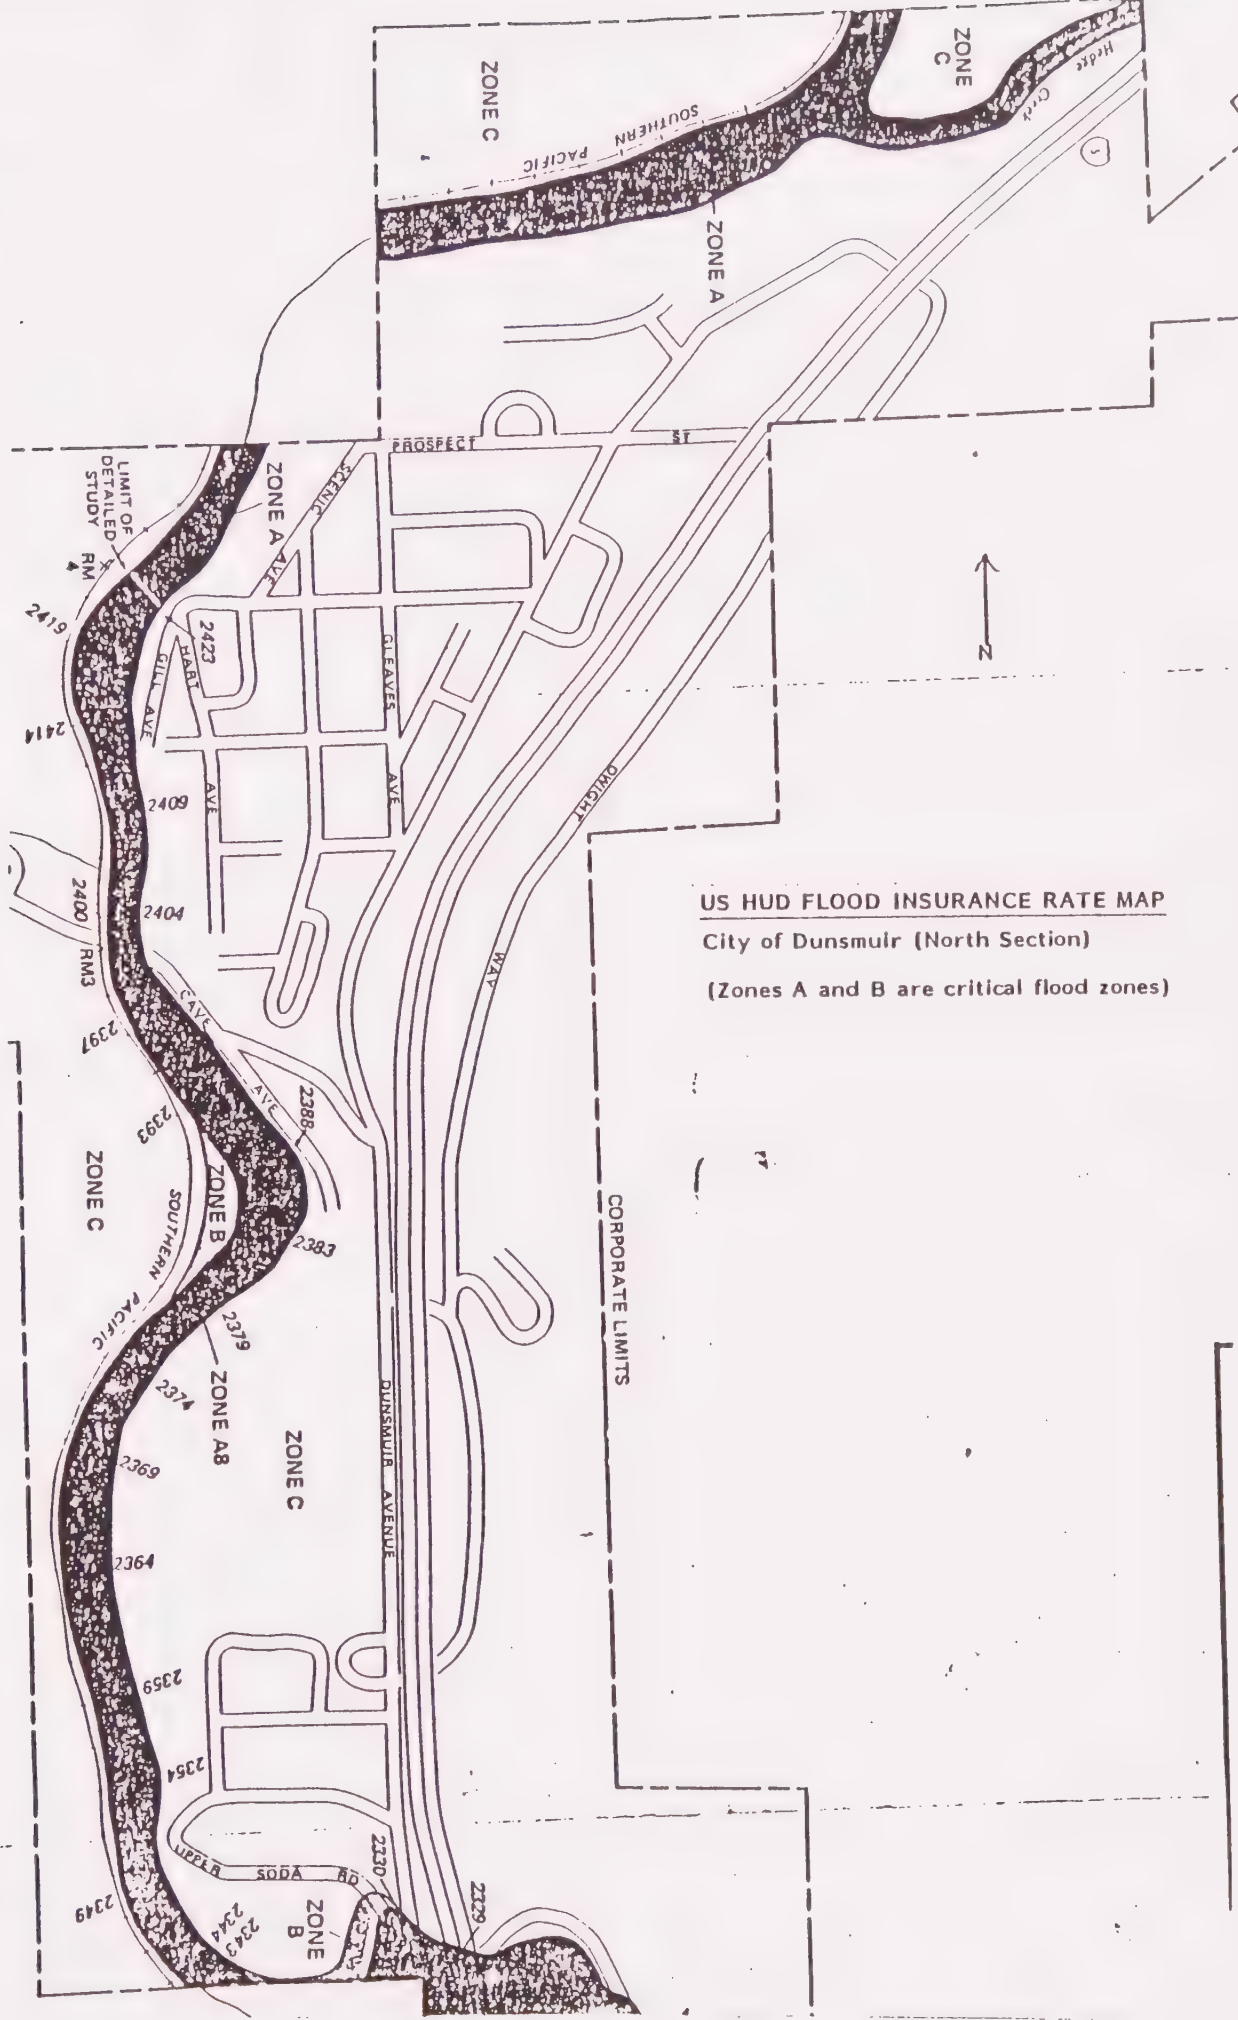 ZONE C
ZONE
C
Hedge
Creek
5
SOUTHERN
PACIFIC
ZONE A
PROSPECT
ST
SCENIC
AVE
ZONE A
LIMIT OF
DETAILED
STUDY
RM
4
2419
2423
HART
GILL AVE
GLEAVES
AVE
AVE
2414
2409
DWIGHT
WAY
N
2404
2400
RM3
2397
CAVE
AVE
2388
2393
US HUD FLOOD INSURANCE RATE MAP
City of Dunsmuir (North Section)
(Zones A and B are critical flood zones)
ZONE C
ZONE B
SOUTHERN
PACIFIC
2383
CORPORATE LIMITS
2379
2374
ZONE A8
ZONE C
DUNSMUIR AVENUE
2369
2364
2359
2354
UPPER SODA RD
2330
2329
2349
2344
2343
ZONE
B